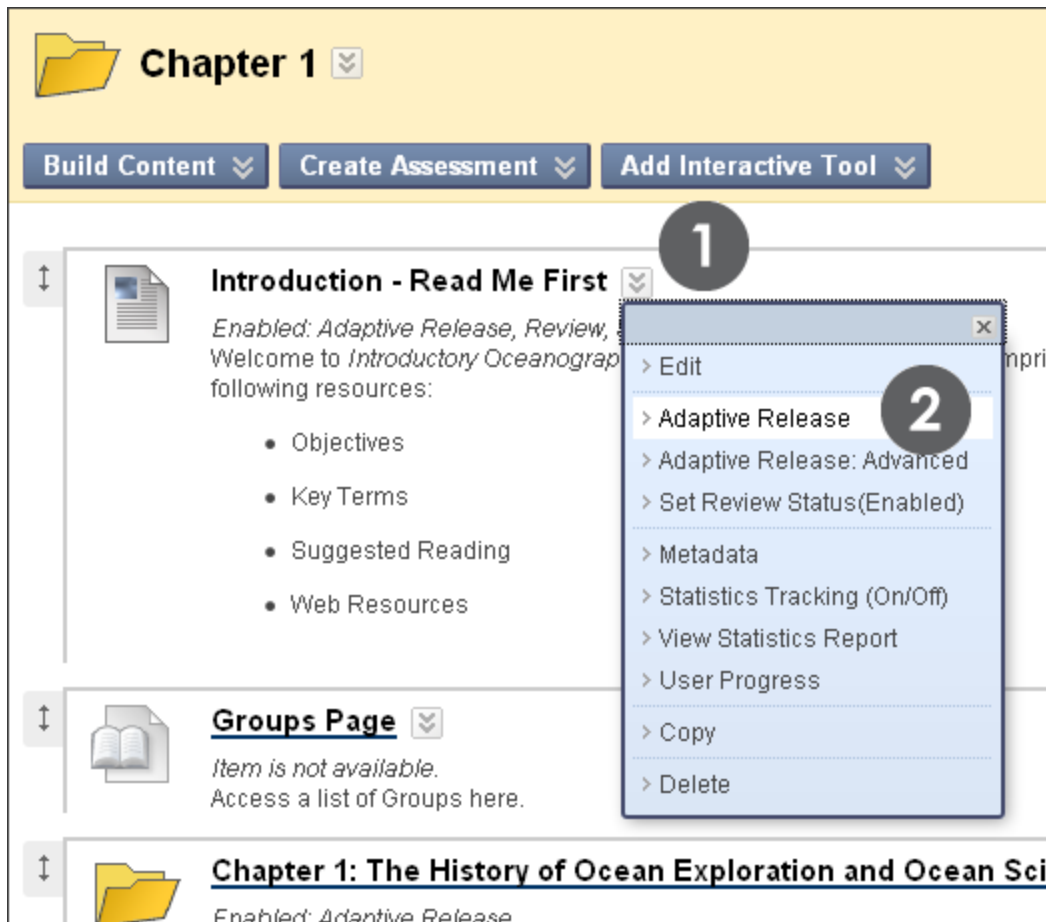 Chapter 1
Build Content
Create Assessment
Add Interactive Tool
1
Introduction - Read Me First
Enabled: Adaptive Release, Review,
Welcome to Introductory Oceanograp
following resources:
• Objectives
• Key Terms
• Suggested Reading
• Web Resources
> Edit
> Adaptive Release
2
> Adaptive Release: Advanced
> Set Review Status(Enabled)
> Metadata
> Statistics Tracking (On/Off)
> View Statistics Report
> User Progress
> Copy
> Delete
Groups Page
Item is not available.
Access a list of Groups here.
Chapter 1: The History of Ocean Exploration and Ocean Sci
Enabled: Adaptive Release